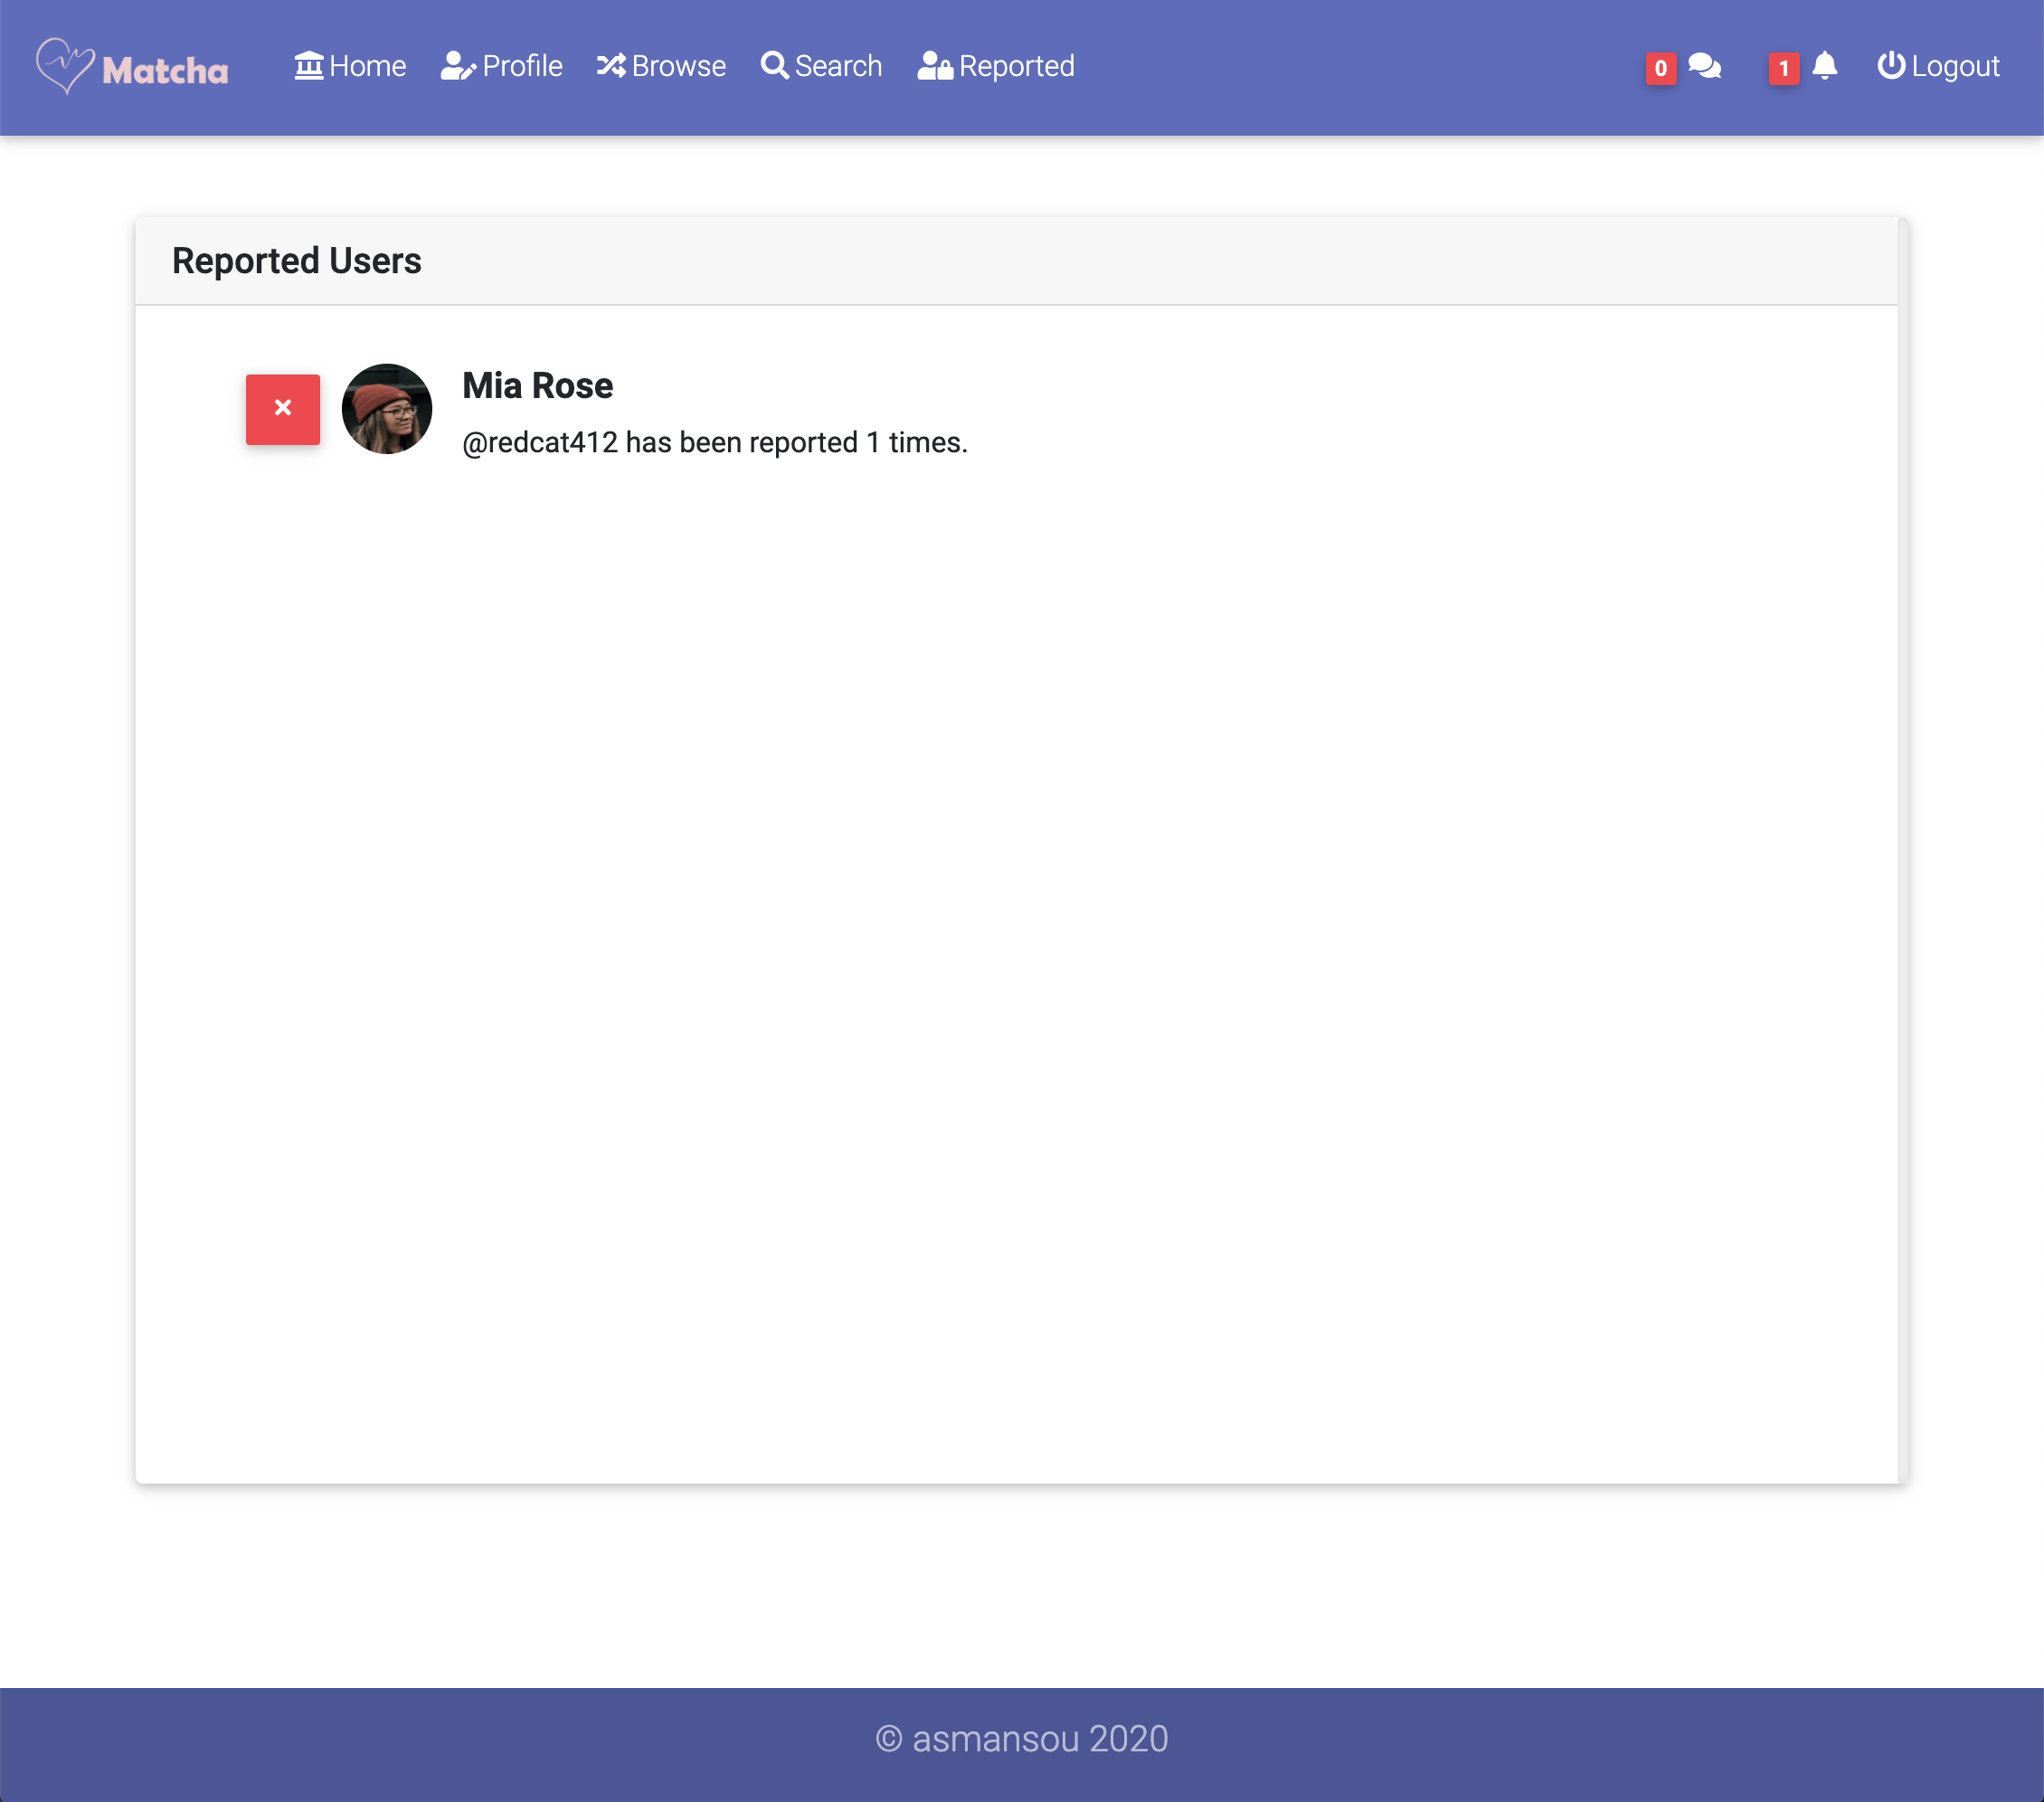 Matcha Home Profile Browse Search Reported 0 1 Logout
Reported Users
Mia Rose
@redcat412 has been reported 1 times.
© asmansou 2020